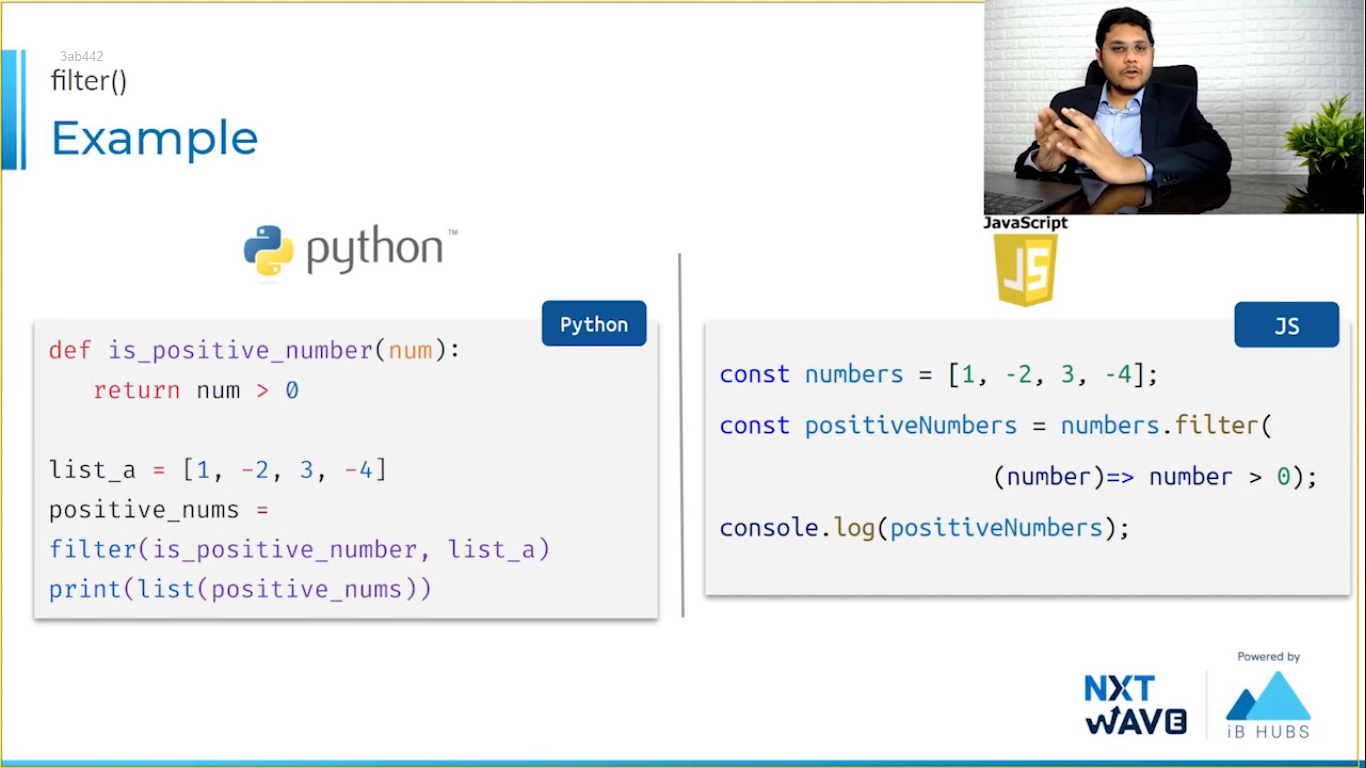 3ab442
filter()
Example
python™
Python
def is_positive_number(num):
return num > 0
list_a = [1, -2, 3, -4]
positive_nums =
filter(is_positive_number, list_a)
print(list(positive_nums))
JavaScript
JS
JS
const numbers = [1, -2, 3, -4];
const positiveNumbers = numbers.filter(
(number)=> number > 0);
console.log(positiveNumbers);
NXT
WAVE
Powered by
iB HUBS